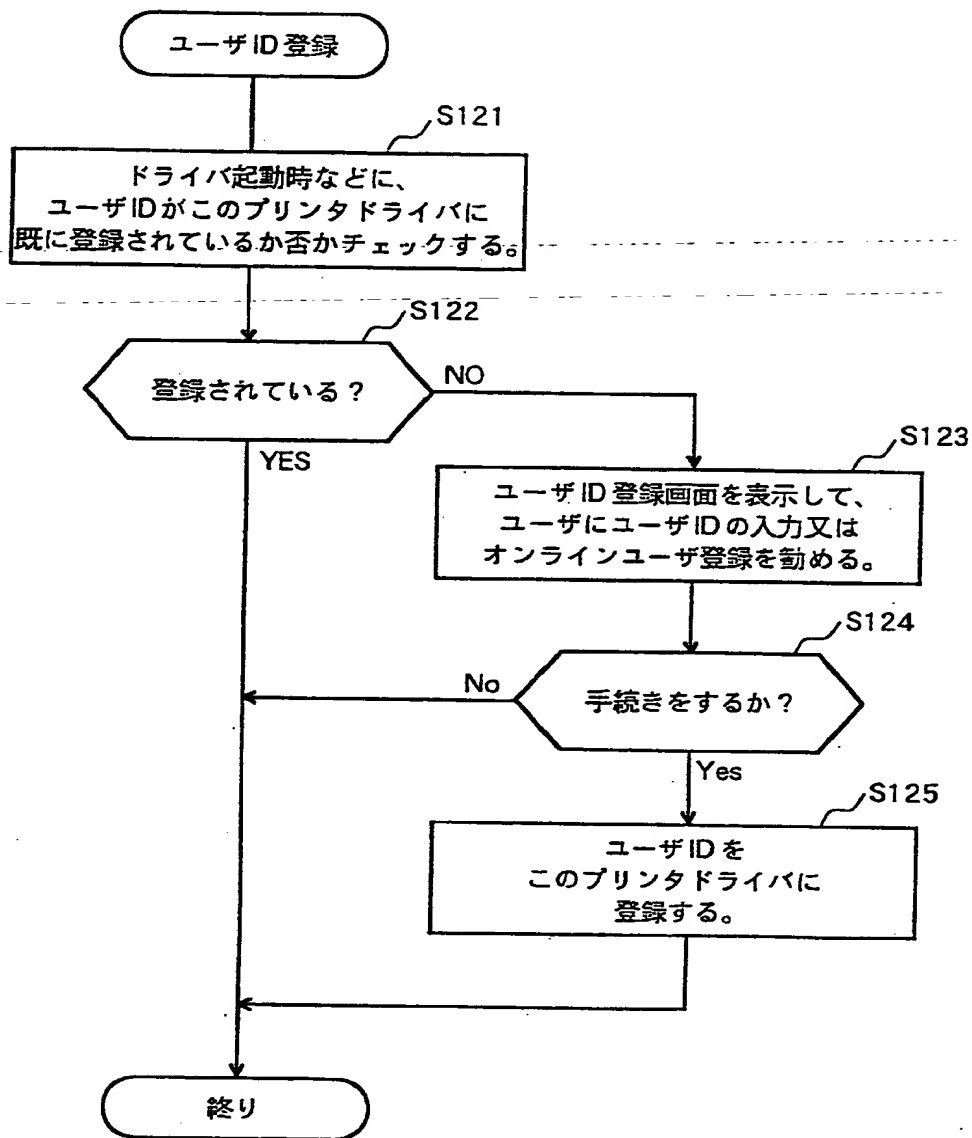 ユーザID登録
S121
ドライバ起動時などに、
ユーザIDがこのプリンタドライバに
既に登録されているか否かチェックする。
S122
登録されている？
NO
YES
S123
ユーザID登録画面を表示して、
ユーザにユーザIDの入力又は
オンラインユーザ登録を勧める。
S124
手続きをするか？
No
Yes
S125
ユーザIDを
このプリンタドライバに
登録する。
終り